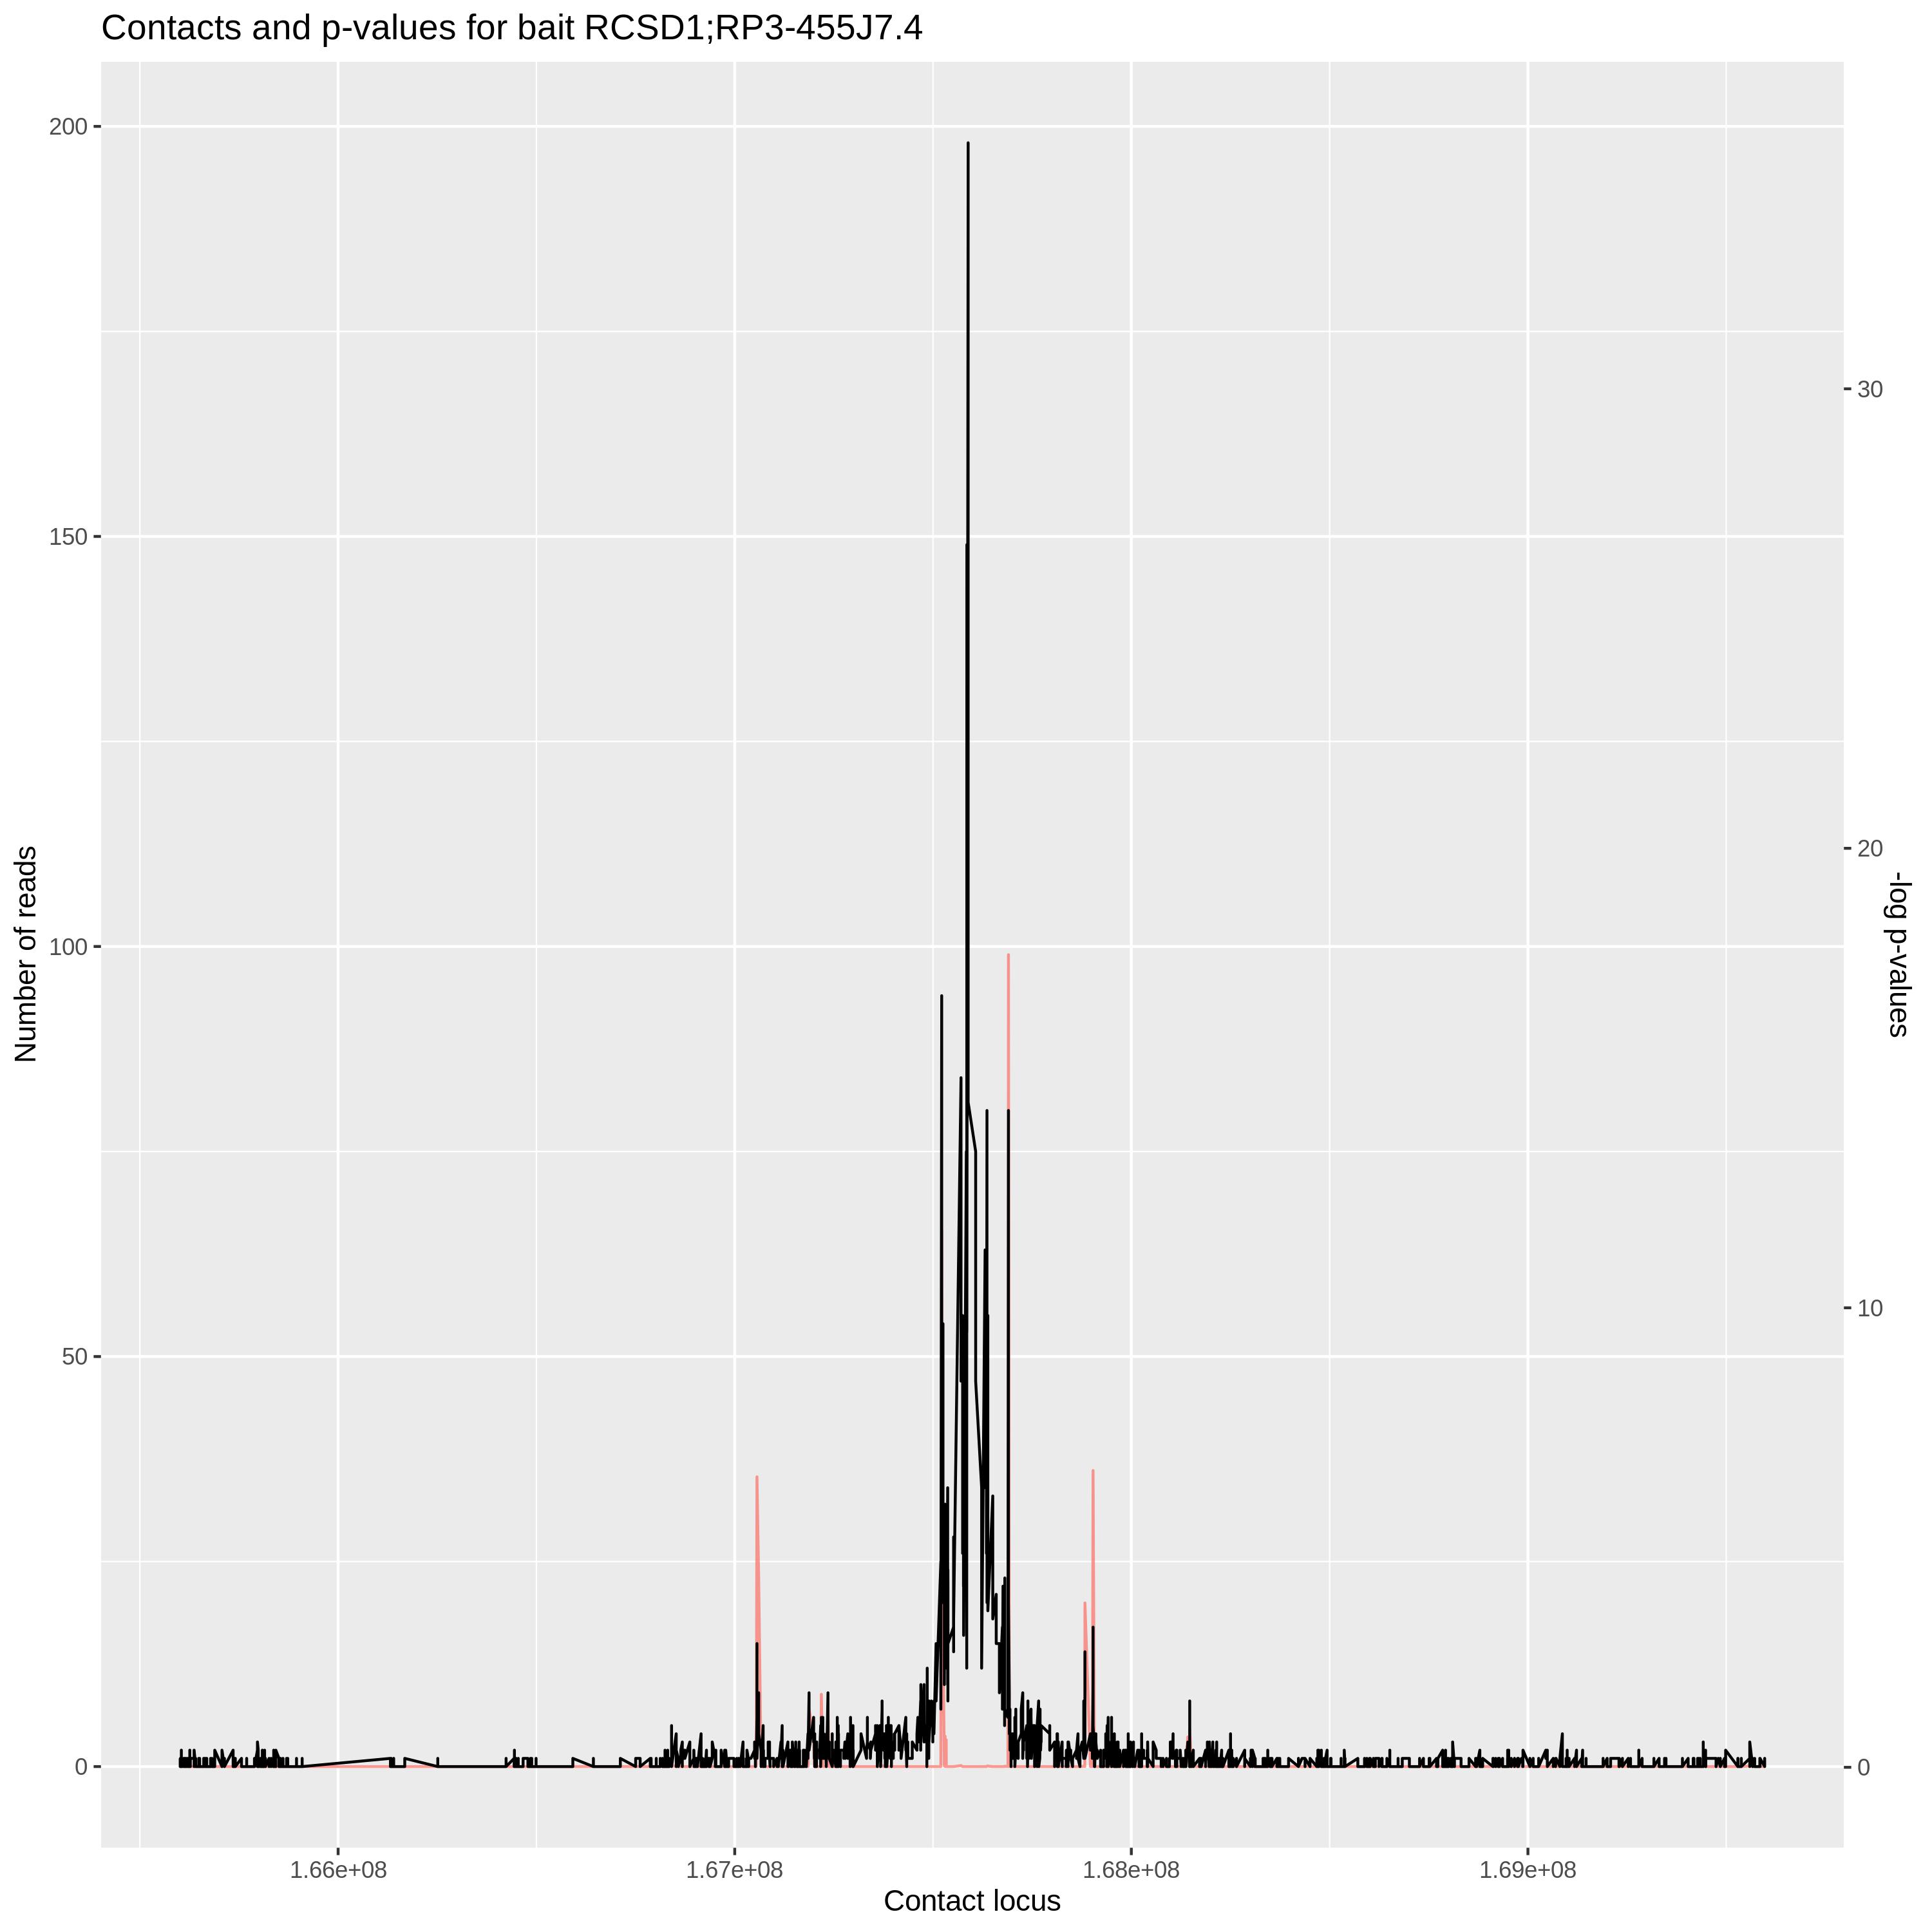 Contacts and p-values for bait RCSD1;RP3-455J7.4
200
150
100
50
0
Number of reads
30
20
10
0
-log p-values
1.66e+08 1.67e+08 1.68e+08 1.69e+08
Contact locus